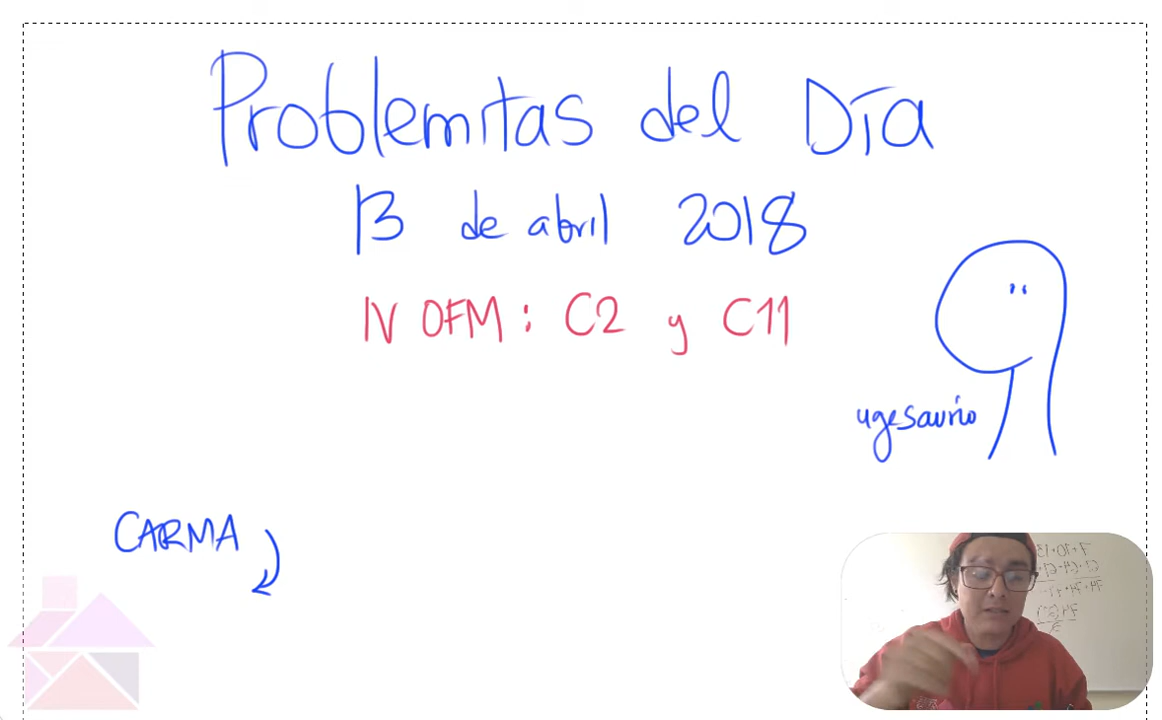 Problemitas del Día
13 de abril 2018
IV OFM : C2 y C11
ugesaurio
CARMA